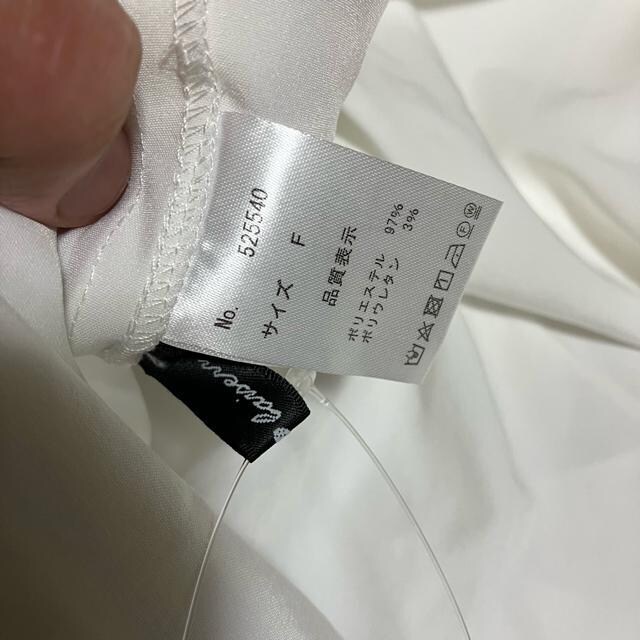 No. 525540
サイズ F
品質表示
ポリエステル 97%
ポリウレタン 3%